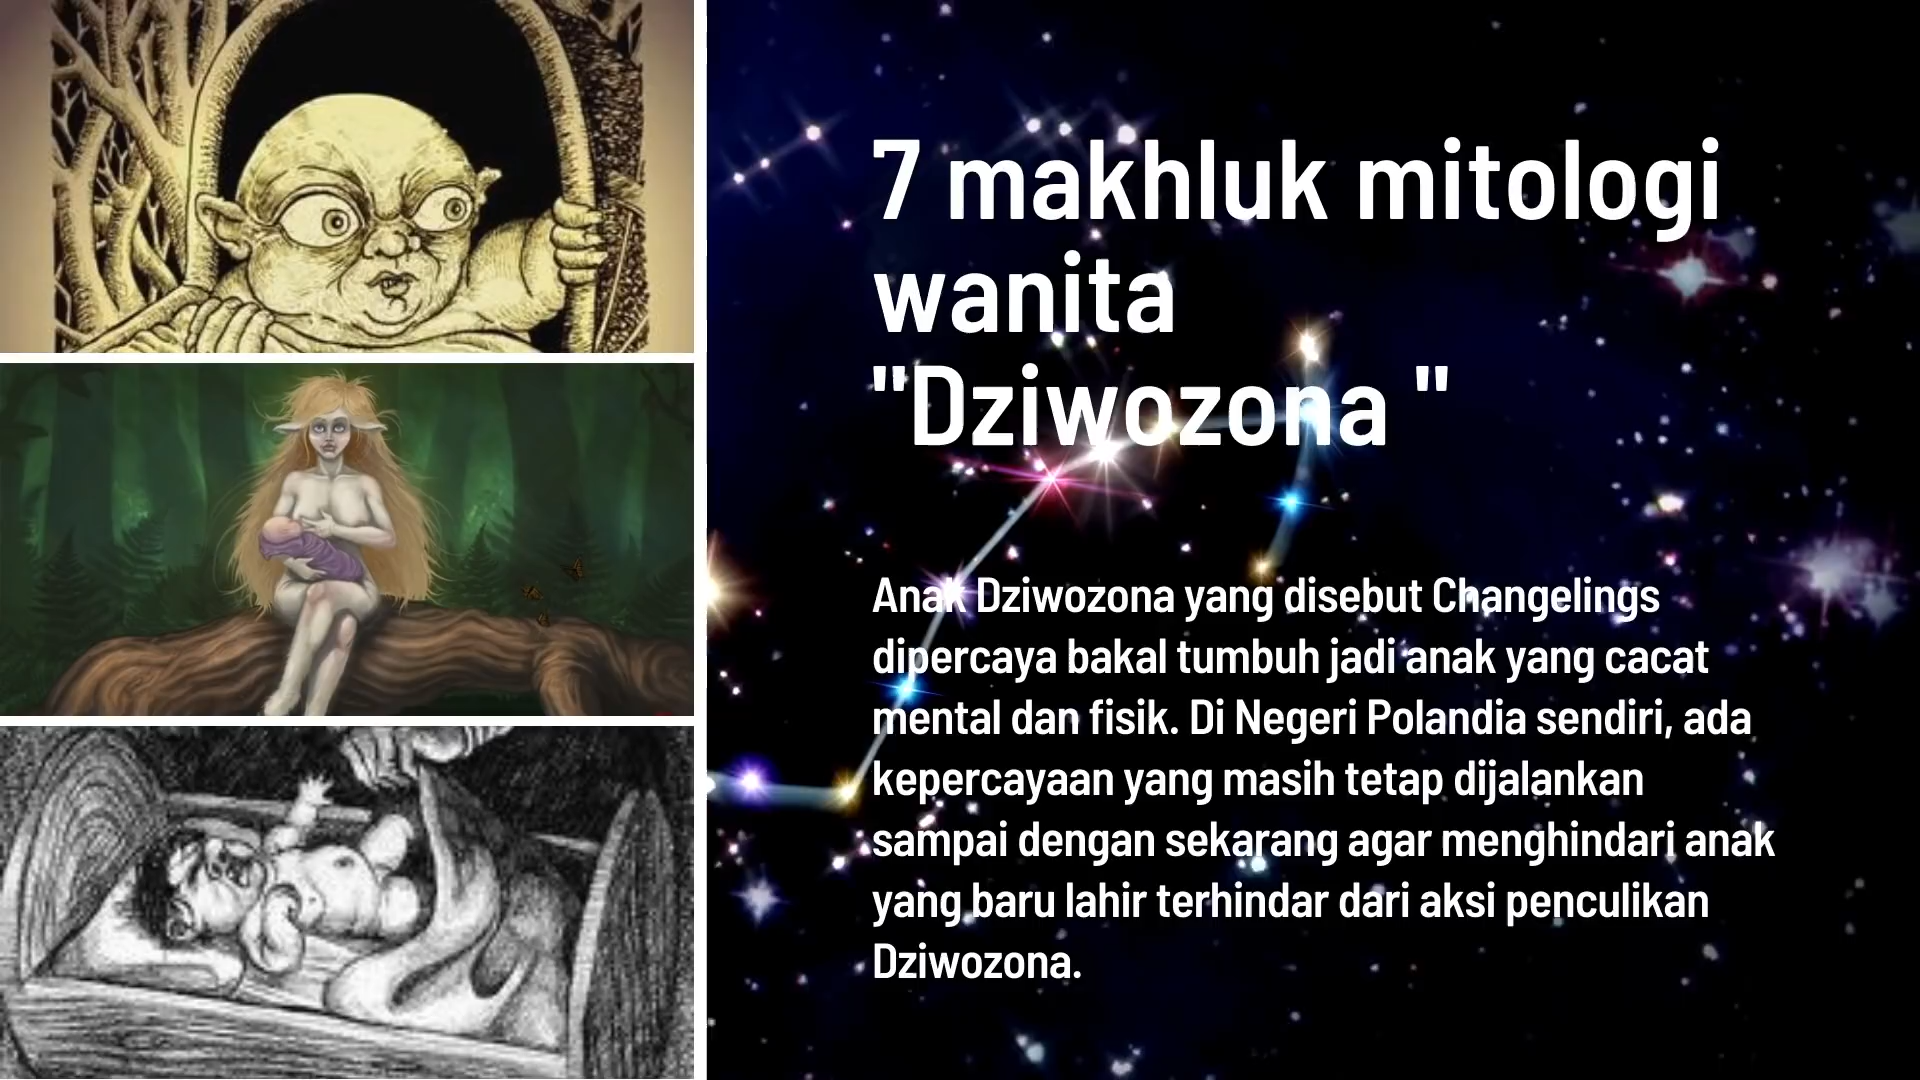 7 makhluk mitologi
wanita
"Dziwozona "
Anak Dziwozona yang disebut Changelings
dipercaya bakal tumbuh jadi anak yang cacat
mental dan fisik. Di Negeri Polandia sendiri, ada
kepercayaan yang masih tetap dijalankan
sampai dengan sekarang agar menghindari anak
yang baru lahir terhindar dari aksi penculikan
Dziwozona.